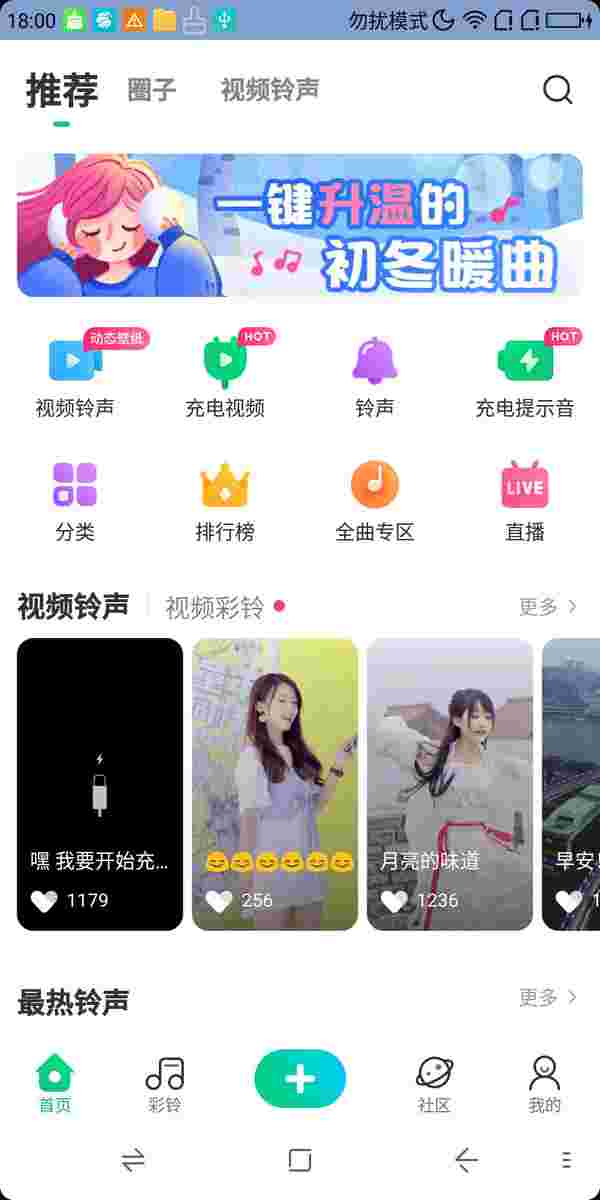 18:00 勿扰模式
推荐 圈子 视频铃声
一键升温的
初冬暖曲
动态壁纸 HOT HOT
视频铃声 充电视频 铃声 充电提示音
LIVE
分类 排行榜 全曲专区 直播
视频铃声 视频彩铃 更多
嘿 我要开始充... 😊😊😊😊😊😊 月亮的味道 早安
1179 256 1236 1
最热铃声 更多
首页 彩铃 社区 我的